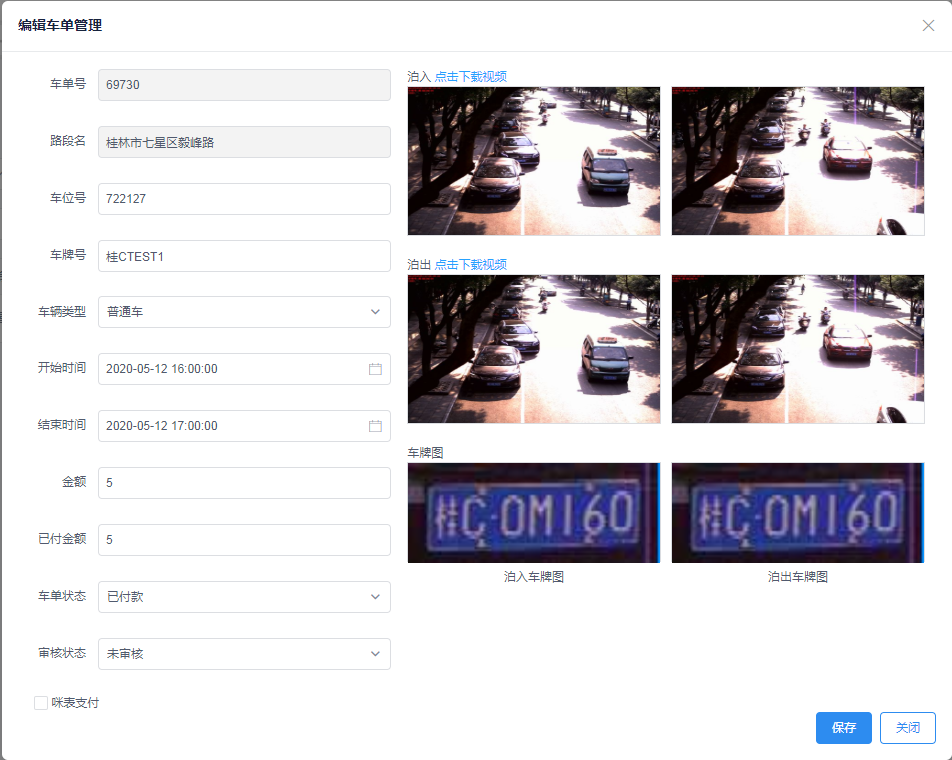 编辑车单管理
车单号 69730
路段名 桂林市七星区毅峰路
车位号 722127
车牌号 桂CTEST1
车辆类型 普通车
开始时间 2020-05-12 16:00:00
结束时间 2020-05-12 17:00:00
金额 5
已付金额 5
车单状态 已付款
审核状态 未审核
咪表支付
泊入 点击下载视频
泊出 点击下载视频
车牌图
桂C·0M160
桂C·0M160
泊入车牌图
泊出车牌图
保存
关闭